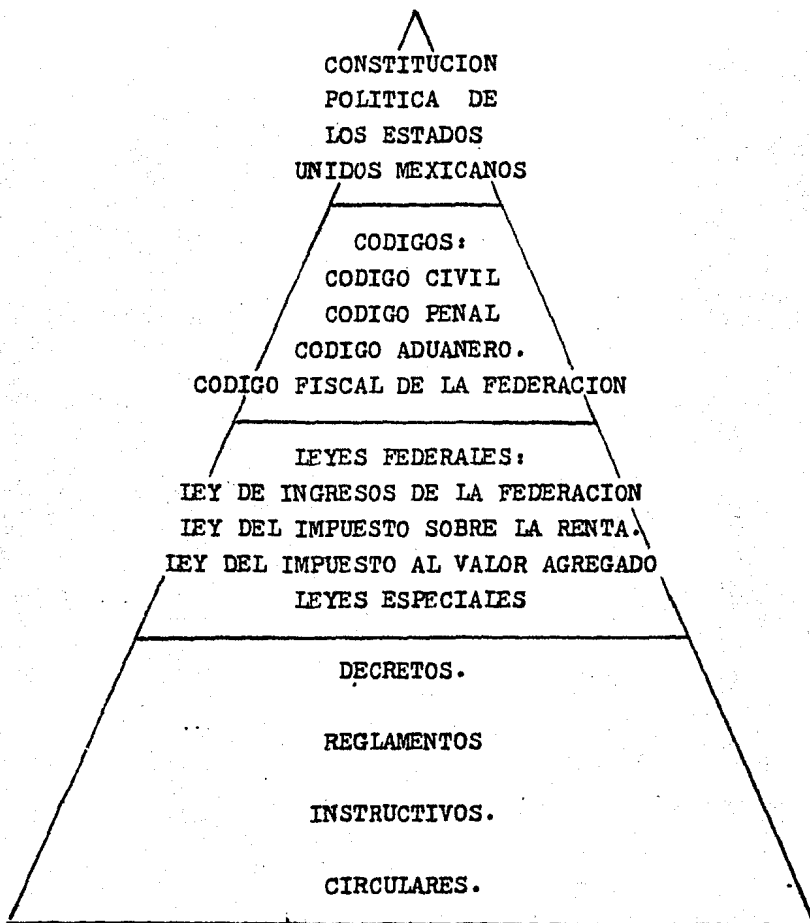 CONSTITUCION
POLITICA DE
LOS ESTADOS
UNIDOS MEXICANOS
CODIGOS:
CODIGO CIVIL
CODIGO PENAL
CODIGO ADUANERO.
CODIGO FISCAL DE LA FEDERACION
LEYES FEDERALES:
LEY DE INGRESOS DE LA FEDERACION
LEY DEL IMPUESTO SOBRE LA RENTA.
LEY DEL IMPUESTO AL VALOR AGREGADO
LEYES ESPECIALES
DECRETOS.
REGLAMENTOS
INSTRUCTIVOS.
CIRCULARES.